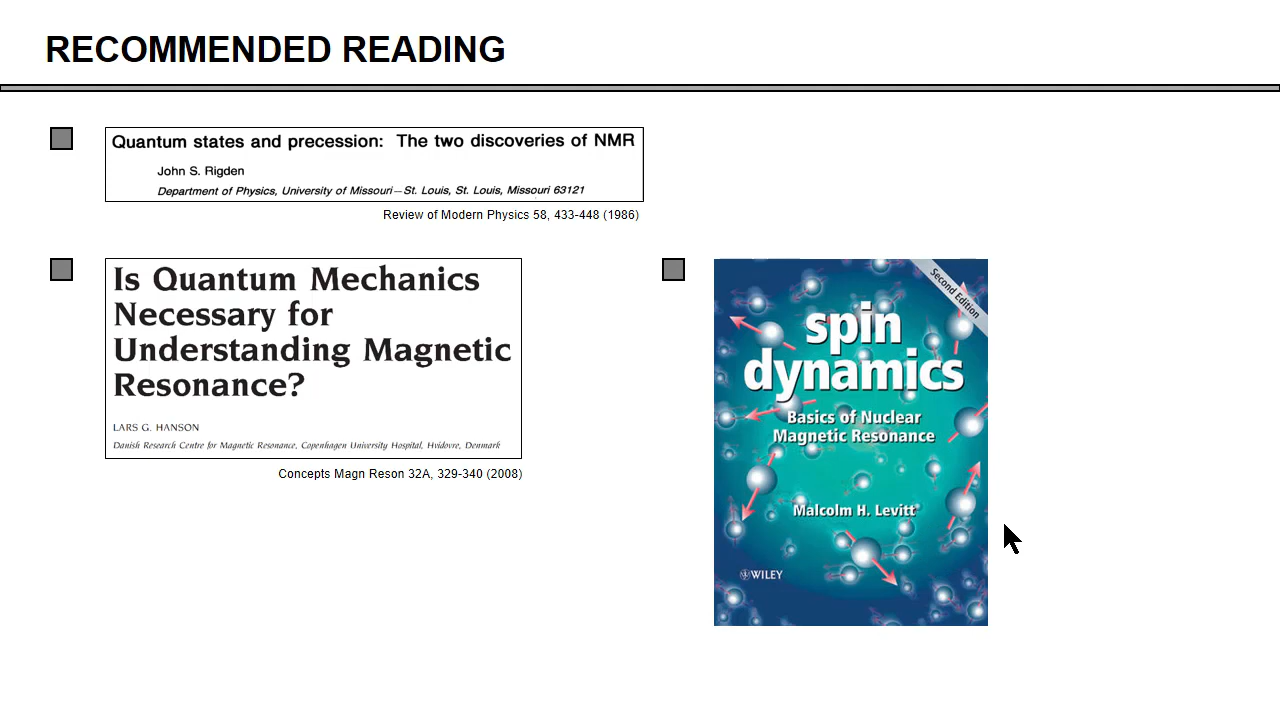 RECOMMENDED READING
Quantum states and precession: The two discoveries of NMR
John S. Rigden
Department of Physics, University of Missouri—St. Louis, St. Louis, Missouri 63121
Review of Modern Physics 58, 433-448 (1986)
Is Quantum Mechanics
Necessary for
Understanding Magnetic
Resonance?
LARS G. HANSON
Danish Research Centre for Magnetic Resonance, Copenhagen University Hospital, Hvidovre, Denmark
Concepts Magn Reson 32A, 329-340 (2008)
Second Edition
spin
dynamics
Basics of Nuclear
Magnetic Resonance
Malcolm H. Levitt
WILEY